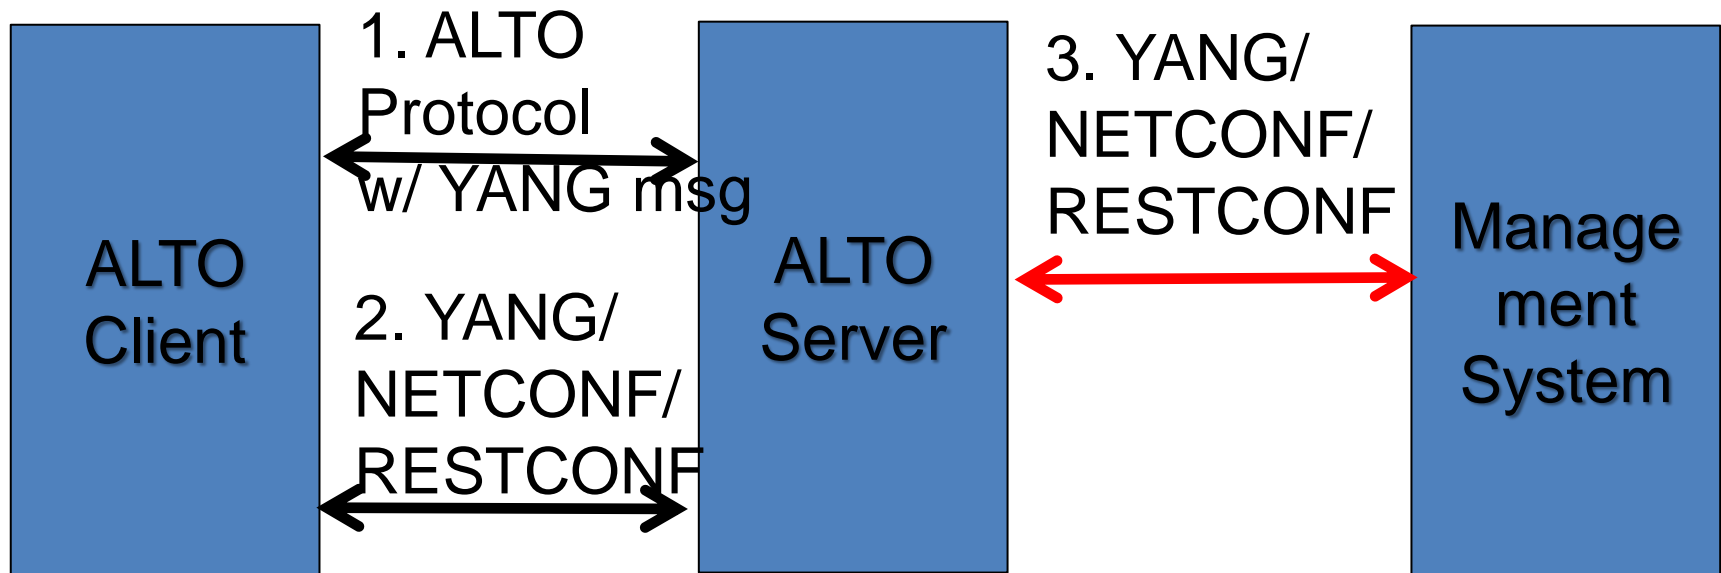 ALTO
Client
1. ALTO
Protocol
w/ YANG msg
2. YANG/
NETCONF/
RESTCONF
ALTO
Server
3. YANG/
NETCONF/
RESTCONF
Manage
ment
System